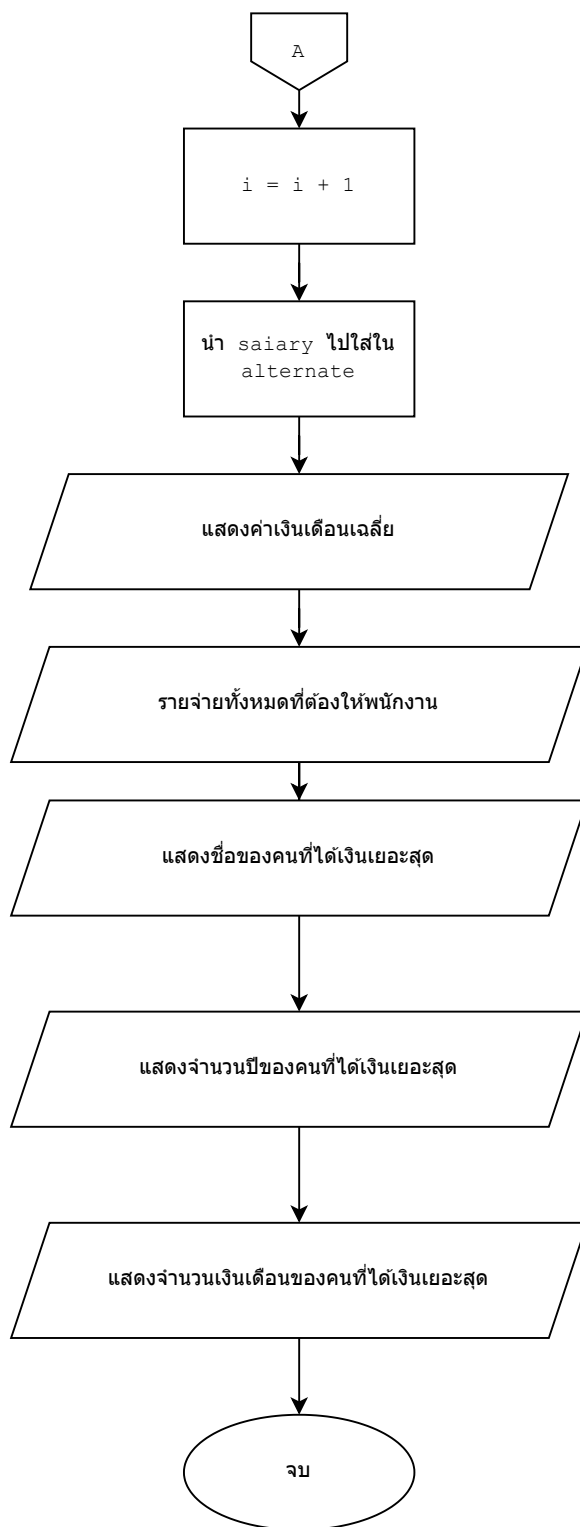 A
i = i + 1
นำ saiary ไปใส่ใน
alternate
แสดงค่าเงินเดือนเฉลี่ย
รายจ่ายทั้งหมดที่ต้องให้พนักงาน
แสดงชื่อของคนที่ได้เงินเยอะสุด
แสดงจำนวนปีของคนที่ได้เงินเยอะสุด
แสดงจำนวนเงินเดือนของคนที่ได้เงินเยอะสุด
จบ